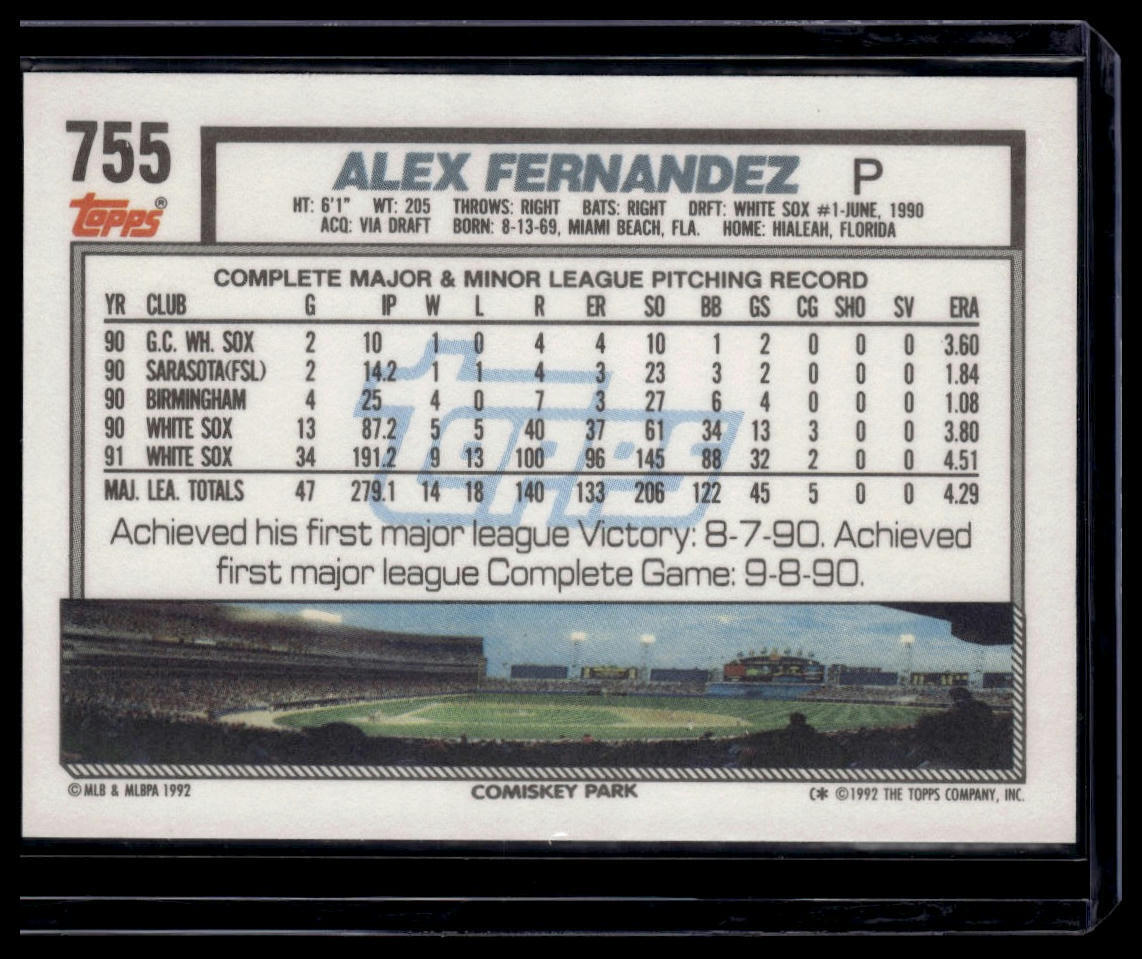 755
topps®
ALEX FERNANDEZ P
HT: 6'1" WT: 205 THROWS: RIGHT BATS: RIGHT DRFT: WHITE SOX #1-JUNE, 1990
ACQ: VIA DRAFT BORN: 8-13-69, MIAMI BEACH, FLA. HOME: HIALEAH, FLORIDA
COMPLETE MAJOR & MINOR LEAGUE PITCHING RECORD
YR CLUB G IP W L R ER SO BB GS CG SHO SV ERA
90 G.C. WH. SOX 2 10 1 0 4 4 10 1 2 0 0 0 3.60
90 SARASOTA(FSL) 2 14.2 1 1 4 3 23 3 2 0 0 0 1.84
90 BIRMINGHAM 4 25 4 0 7 3 27 6 4 0 0 0 1.08
90 WHITE SOX 13 87.2 5 5 40 37 61 34 13 3 0 0 3.80
91 WHITE SOX 34 191.2 9 13 100 96 145 88 32 2 0 0 4.51
MAJ. LEA. TOTALS 47 279.1 14 18 140 133 206 122 45 5 0 0 4.29
topps
Achieved his first major league Victory: 8-7-90. Achieved
first major league Complete Game: 9-8-90.
© MLB & MLBPA 1992 COMISKEY PARK (* © 1992 THE TOPPS COMPANY, INC.